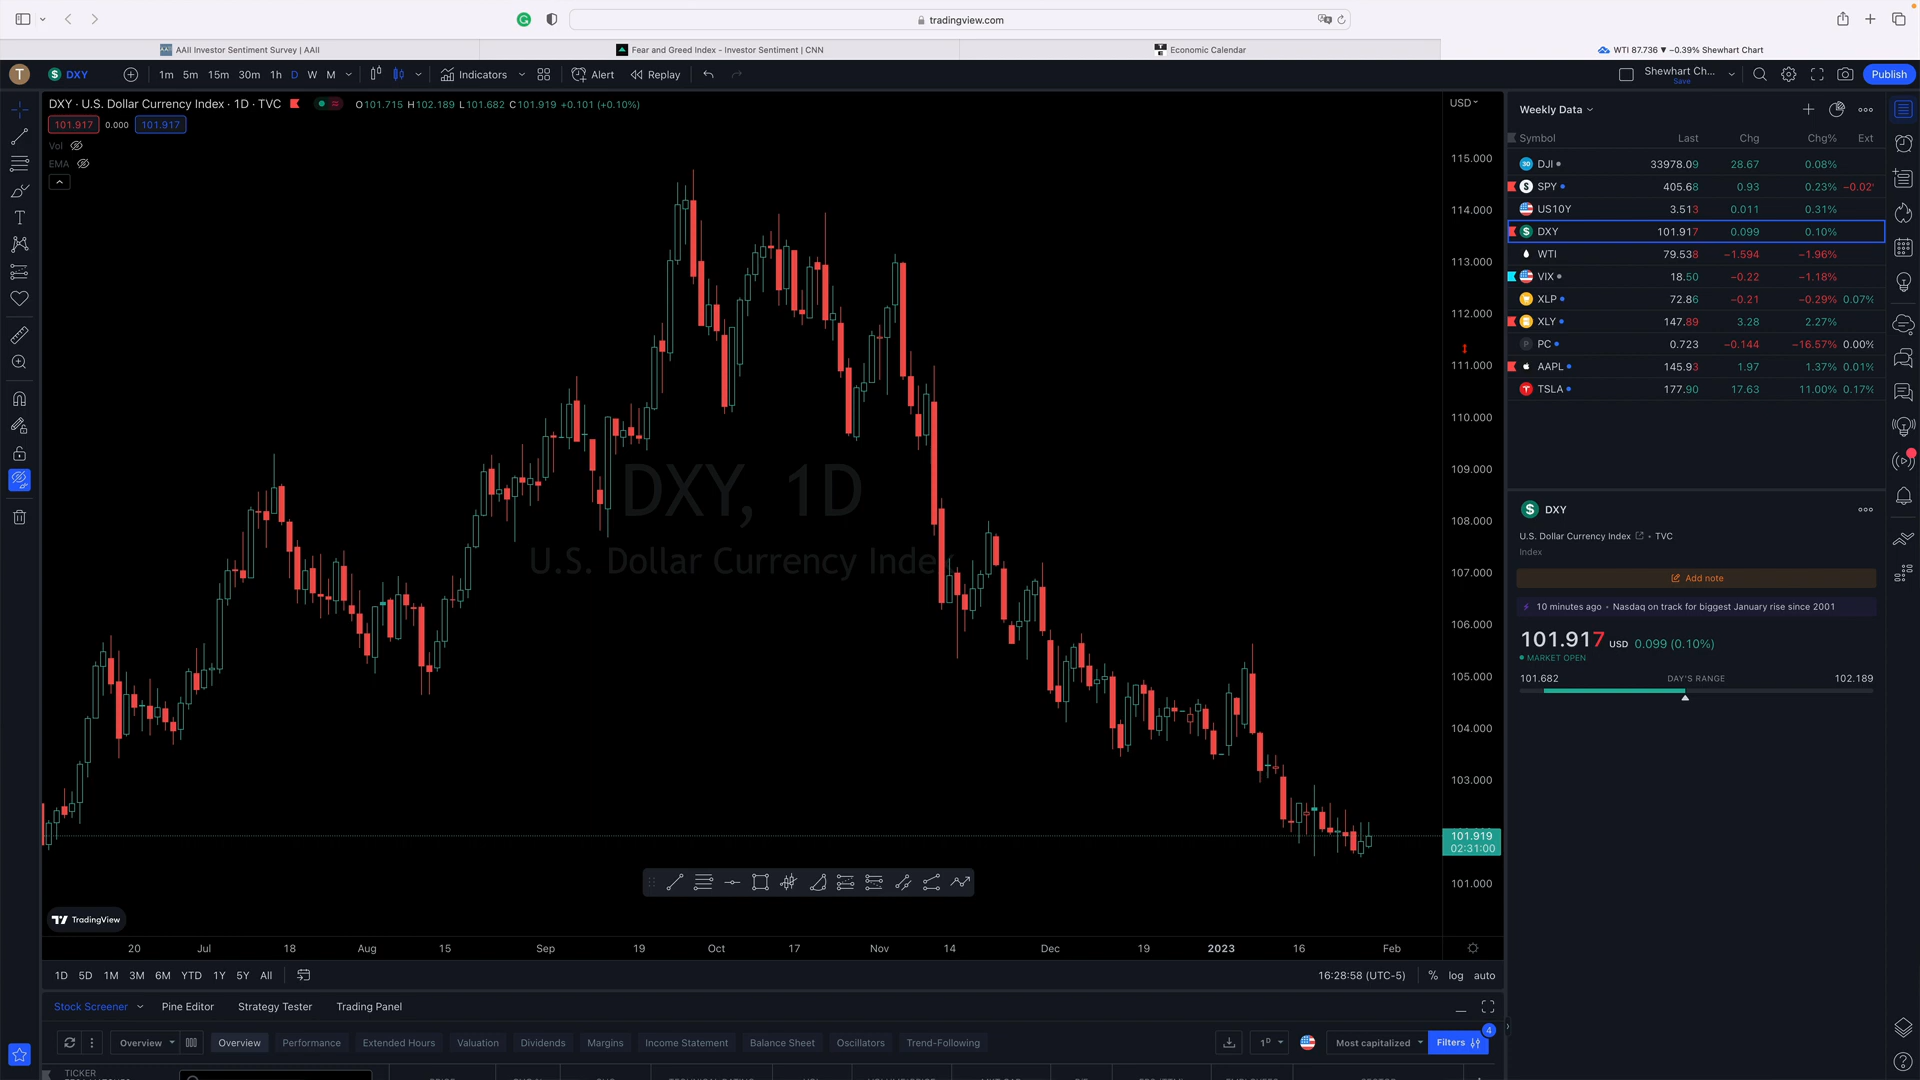 tradingview.com
AAII Investor Sentiment Survey | AAII
Fear and Greed Index - Investor Sentiment | CNN
Economic Calendar
WTI 87.736 ▼ −0.39% Shewhart Chart
T
DXY
1m 5m 15m 30m 1h D W M
Indicators
Alert
Replay
Shewhart Ch...
Save
Publish
DXY · U.S. Dollar Currency Index · 1D · TVC
O101.715 H102.189 L101.682 C101.919 +0.101 (+0.10%)
101.917 0.000 101.917
Vol
EMA
USD
115.000
114.000
113.000
112.000
111.000
110.000
109.000
108.000
107.000
106.000
105.000
104.000
103.000
101.919
02:31:00
101.000
DXY, 1D
U.S. Dollar Currency Index
TradingView
20 Jul 18 Aug 15 Sep 19 Oct 17 Nov 14 Dec 19 2023 16 Feb
1D 5D 1M 3M 6M YTD 1Y 5Y All
16:28:58 (UTC-5) % log auto
Stock Screener Pine Editor Strategy Tester Trading Panel
Overview
Overview Performance Extended Hours Valuation Dividends Margins Income Statement Balance Sheet Oscillators Trend-Following
1D
Most capitalized
Filters
4
TICKER
Weekly Data
Symbol Last Chg Chg% Ext
DJI 33978.09 28.67 0.08%
SPY 405.68 0.93 0.23% −0.02
US10Y 3.513 0.011 0.31%
DXY 101.917 0.099 0.10%
WTI 79.538 −1.594 −1.96%
VIX 18.50 −0.22 −1.18%
XLP 72.86 −0.21 −0.29% 0.07%
XLY 147.89 3.28 2.27%
PC 0.723 −0.144 −16.57% 0.00%
AAPL 145.93 1.97 1.37% 0.01%
TSLA 177.90 17.63 11.00% 0.17%
DXY
U.S. Dollar Currency Index • TVC
Index
Add note
10 minutes ago • Nasdaq on track for biggest January rise since 2001
101.917 USD 0.099 (0.10%)
MARKET OPEN
101.682 DAY'S RANGE 102.189